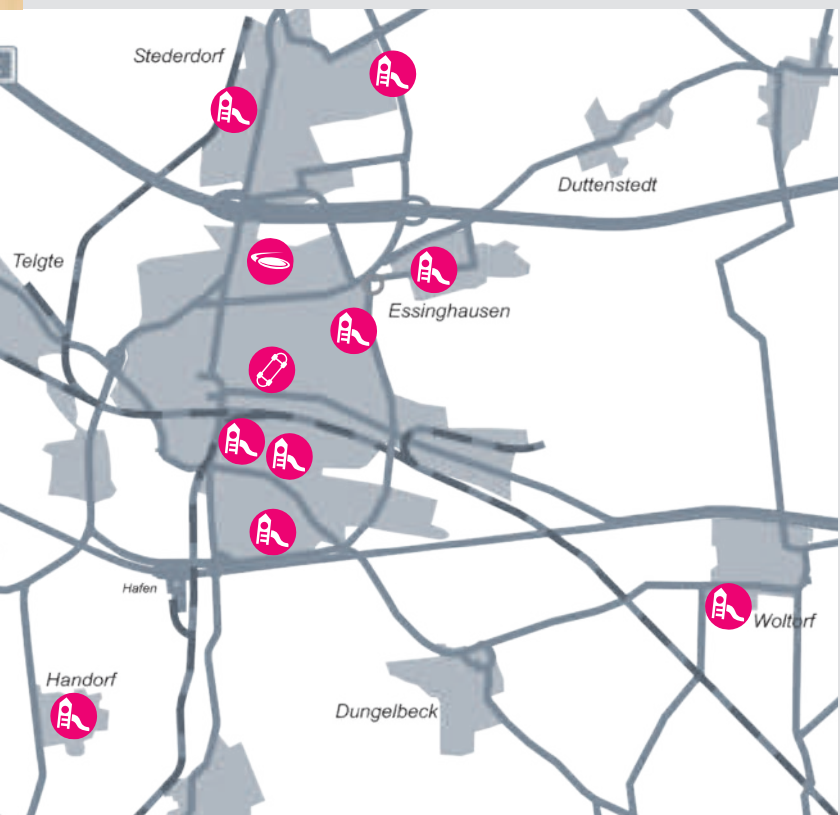 Stederdorf
Duttenstedt
Telgte
Essinghausen
Hafen
Woltorf
Handorf
Dungelbeck